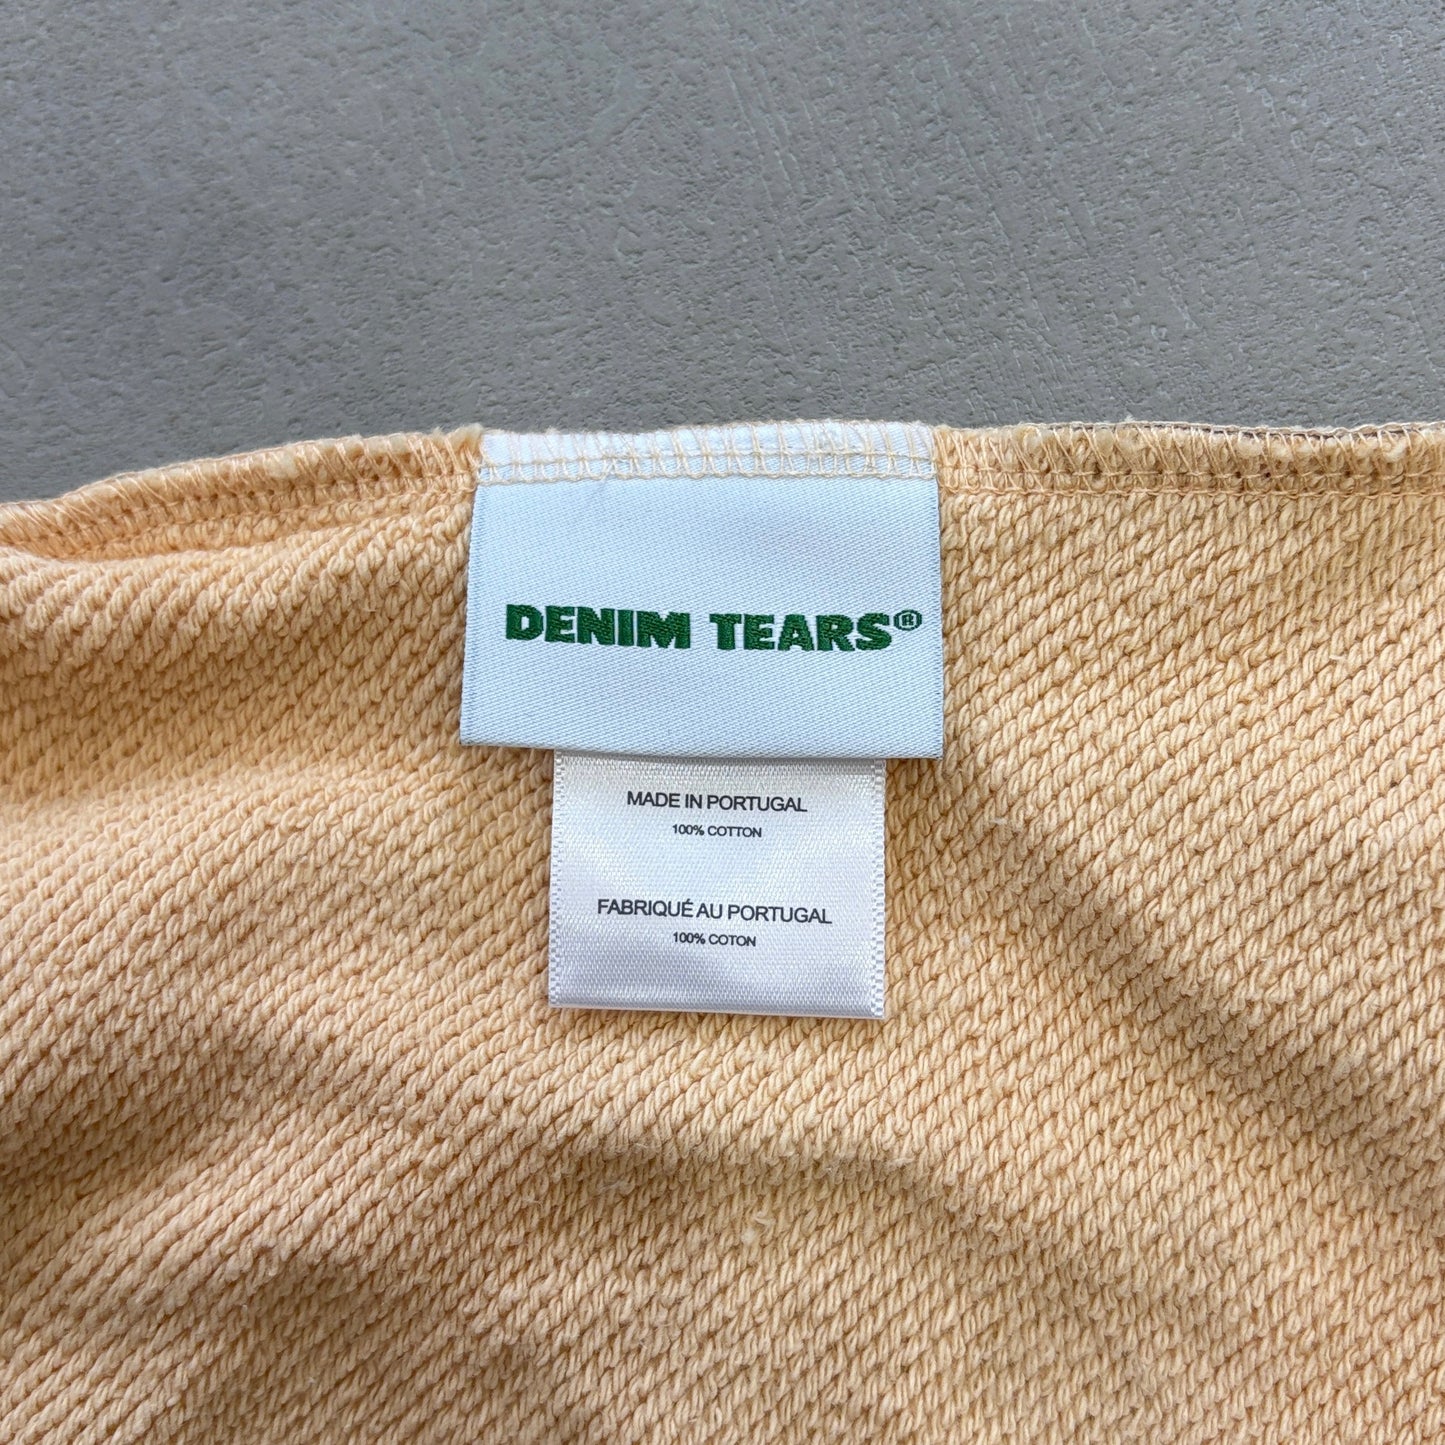 DENIM TEARS®
MADE IN PORTUGAL
100% COTTON
FABRIQUÉ AU PORTUGAL
100% COTON